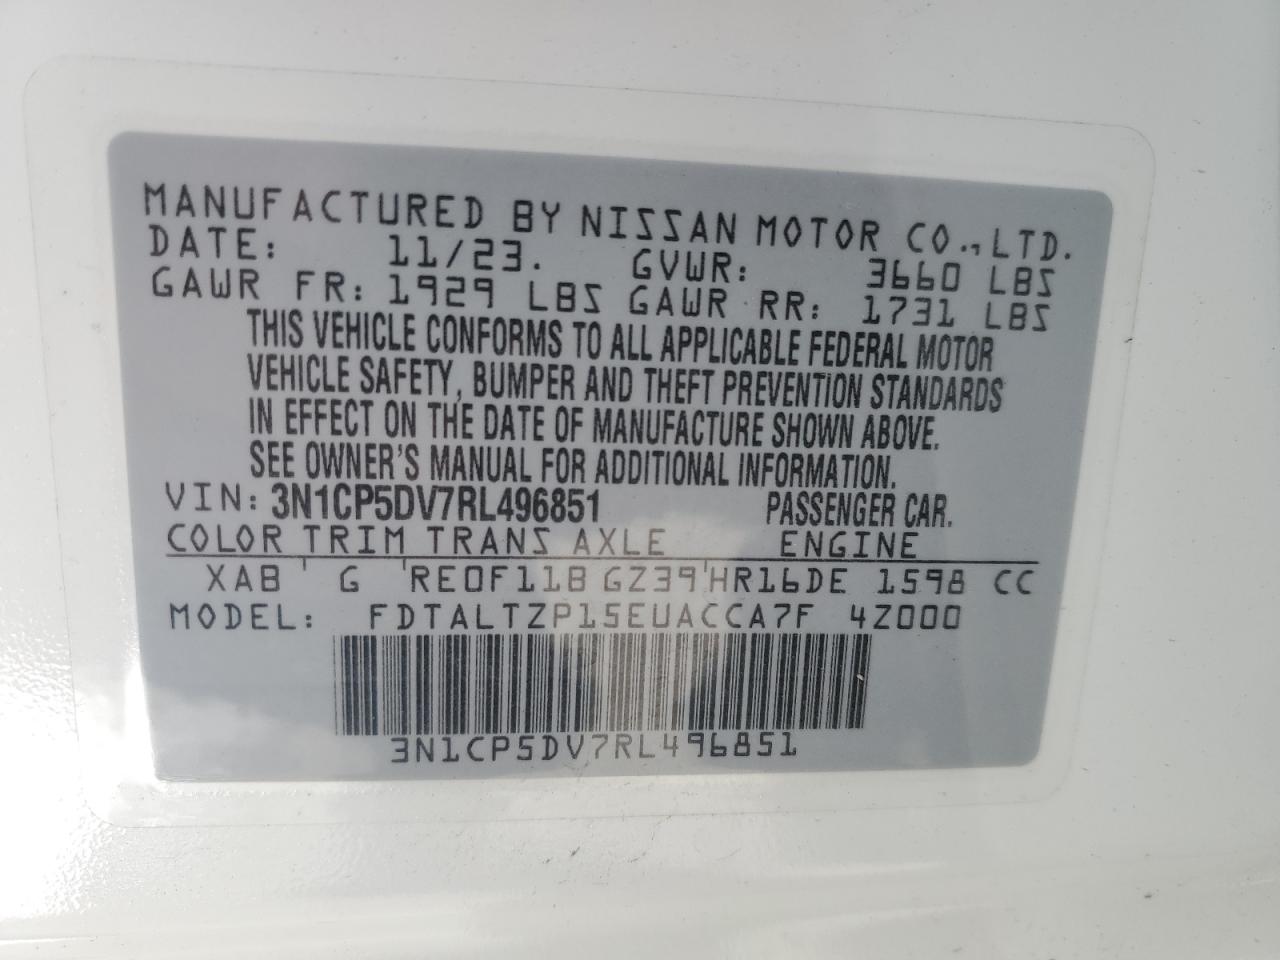 MANUFACTURED BY NISSAN MOTOR CO., LTD.
DATE: 11/23. GVWR: 3660 LBS
GAWR FR: 1929 LBS GAWR RR: 1731 LBS
THIS VEHICLE CONFORMS TO ALL APPLICABLE FEDERAL MOTOR
VEHICLE SAFETY, BUMPER AND THEFT PREVENTION STANDARDS
IN EFFECT ON THE DATE OF MANUFACTURE SHOWN ABOVE.
SEE OWNER'S MANUAL FOR ADDITIONAL INFORMATION.
VIN: 3N1CP5DV7RL496851 PASSENGER CAR.
COLOR TRIM TRANS AXLE ENGINE
XAB ' G 'RE0F11B GZ39'HR16DE 1598 CC
MODEL: FDTALTZP15EUACCA7F 4Z000
3N1CP5DV7RL496851